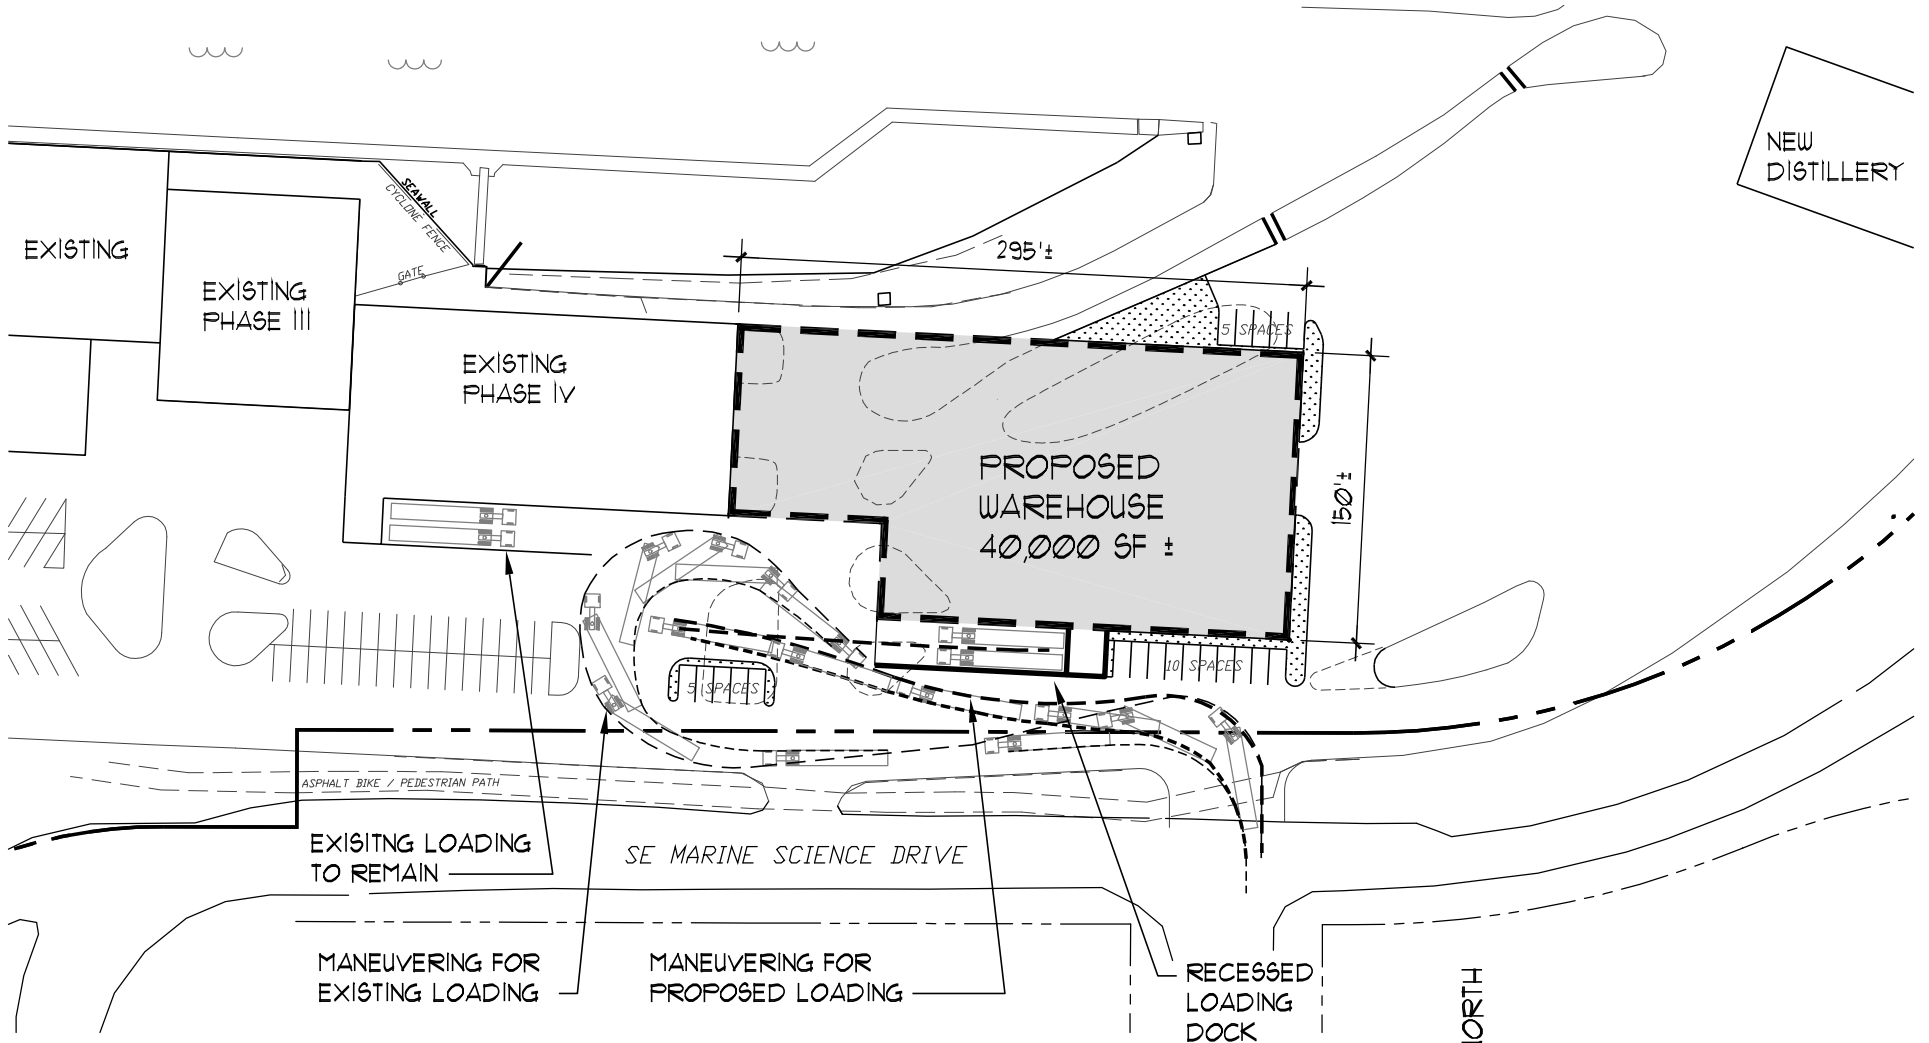 NEW
DISTILLERY
SEAWALL
CYCLONE FENCE
GATE
EXISTING
EXISTING
PHASE III
295'±
5 SPACES
EXISTING
PHASE IV
PROPOSED
WAREHOUSE
40,000 SF ±
150'±
10 SPACES
5 SPACES
ASPHALT BIKE / PEDESTRIAN PATH
EXISITNG LOADING
TO REMAIN
SE MARINE SCIENCE DRIVE
MANEUVERING FOR
EXISTING LOADING
MANEUVERING FOR
PROPOSED LOADING
RECESSED
LOADING
DOCK
NORTH